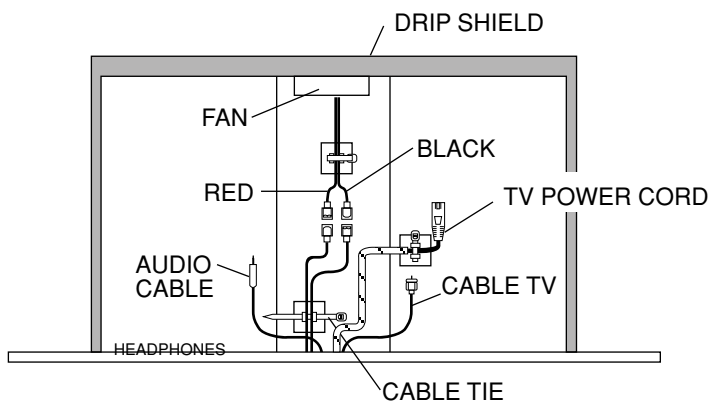 DRIP SHIELD
FAN
BLACK
RED
TV POWER CORD
AUDIO
CABLE
CABLE TV
HEADPHONES
CABLE TIE